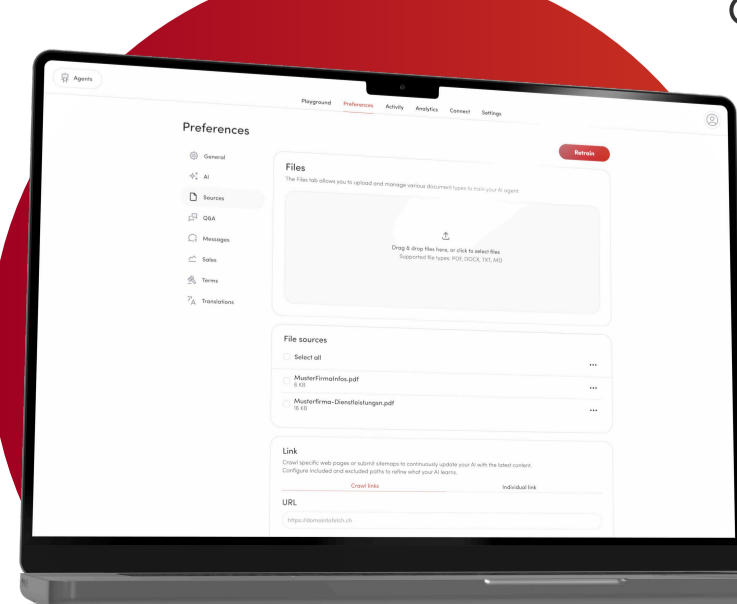 Agents
Playground Preferences Activity Analytics Connect Settings
Preferences
Retrain
General
AI
Sources
Q&A
Messages
Sales
Terms
Translations
Files
The Files tab allows you to upload and manage various document types to train your AI agent
Drag & drop files here, or click to select files
Supported file types: PDF, DOCX, TXT, MD
File sources
Select all
MusterFirmaInfos.pdf
6 KB
Musterfirma-Dienstleistungsn.pdf
16 KB
Link
Crawl specific web pages or submit sitemaps to continuously update your AI with the latest content.
Configure included and excluded paths to refine what your AI learns.
Crawl links Individual link
URL